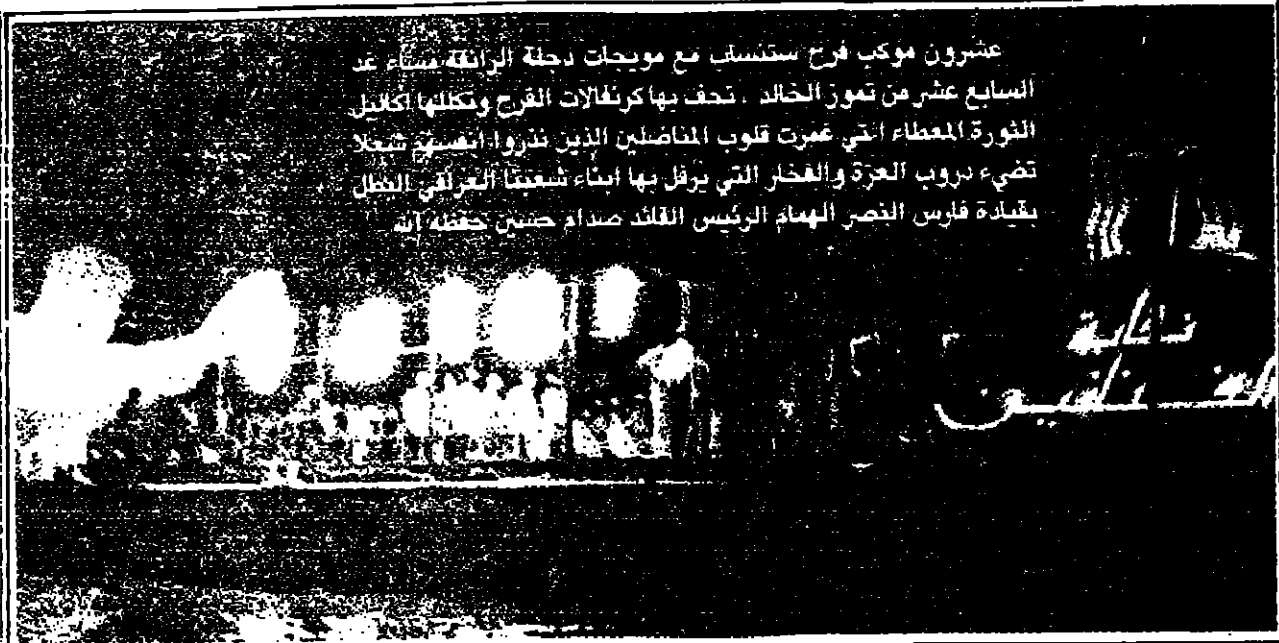 عشرون موكب فرح ستنساب مع مويجات دجلة الرائقة مساء غد
السابع عشر من تموز الخالد ، تحف بها كرنفالات الفرح وتكللها اكاليل
الثورة المعطاء التي غمرت قلوب المناضلين الذين نذروا انفسهم شعلا
تضيء دروب العزة والفخار التي يرفل بها ابناء شعبنا العراقي البطل
بقيادة فارس النصر الهمام الرئيس القائد صدام حسين حفظه الله
نقابة
الفنانين